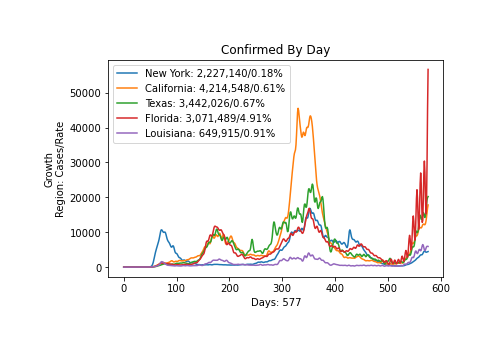 Confirmed By Day
New York: 2,227,140/0.18%
California: 4,214,548/0.61%
Texas: 3,442,026/0.67%
Florida: 3,071,489/4.91%
Louisiana: 649,915/0.91%
Growth
Region: Cases/Rate
50000
40000
30000
20000
10000
0
0 100 200 300 400 500 600
Days: 577